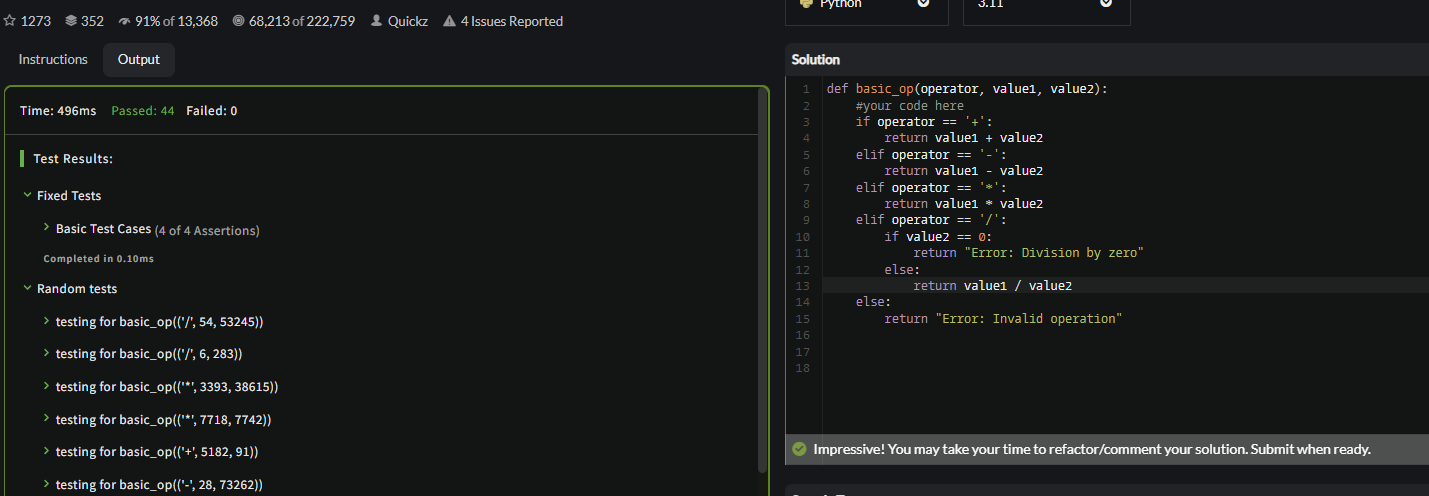 1273 352 91% of 13,368 68,213 of 222,759 Quickz 4 Issues Reported
Instructions Output
Time: 496ms Passed: 44 Failed: 0
Test Results:
Fixed Tests
Basic Test Cases (4 of 4 Assertions)
Completed in 0.10ms
Random tests
testing for basic_op(('/', 54, 53245))
testing for basic_op(('/', 6, 283))
testing for basic_op(('*', 3393, 38615))
testing for basic_op(('*', 7718, 7742))
testing for basic_op(('+', 5182, 91))
testing for basic_op(('-', 28, 73262))
Python 3.11
Solution
1 def basic_op(operator, value1, value2):
2 #your code here
3 if operator == '+':
4 return value1 + value2
5 elif operator == '-':
6 return value1 - value2
7 elif operator == '*':
8 return value1 * value2
9 elif operator == '/':
10 if value2 == 0:
11 return "Error: Division by zero"
12 else:
13 return value1 / value2
14 else:
15 return "Error: Invalid operation"
16
17
18
Impressive! You may take your time to refactor/comment your solution. Submit when ready.